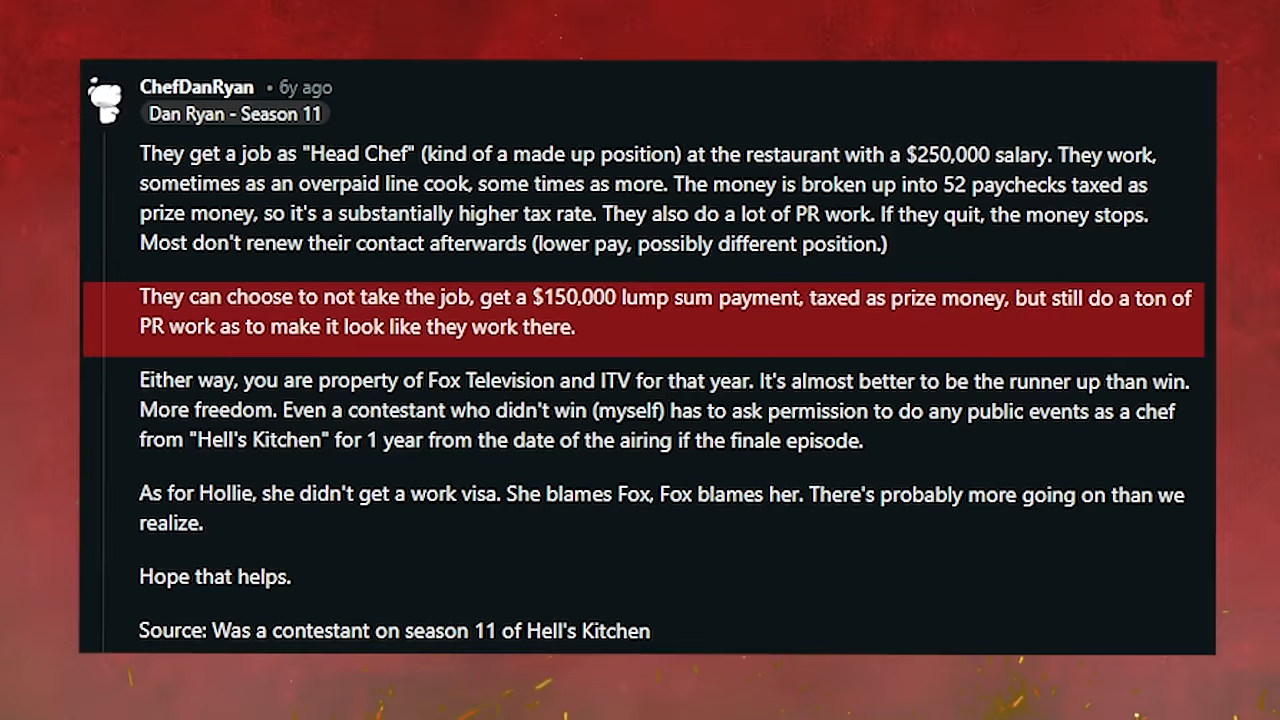 ChefDanRyan • 6y ago
Dan Ryan - Season 11
They get a job as "Head Chef" (kind of a made up position) at the restaurant with a $250,000 salary. They work,
sometimes as an overpaid line cook, some times as more. The money is broken up into 52 paychecks taxed as
prize money, so it's a substantially higher tax rate. They also do a lot of PR work. If they quit, the money stops.
Most don't renew their contact afterwards (lower pay, possibly different position.)
They can choose to not take the job, get a $150,000 lump sum payment, taxed as prize money, but still do a ton of
PR work as to make it look like they work there.
Either way, you are property of Fox Television and ITV for that year. It's almost better to be the runner up than win.
More freedom. Even a contestant who didn't win (myself) has to ask permission to do any public events as a chef
from "Hell's Kitchen" for 1 year from the date of the airing if the finale episode.
As for Hollie, she didn't get a work visa. She blames Fox, Fox blames her. There's probably more going on than we
realize.
Hope that helps.
Source: Was a contestant on season 11 of Hell's Kitchen